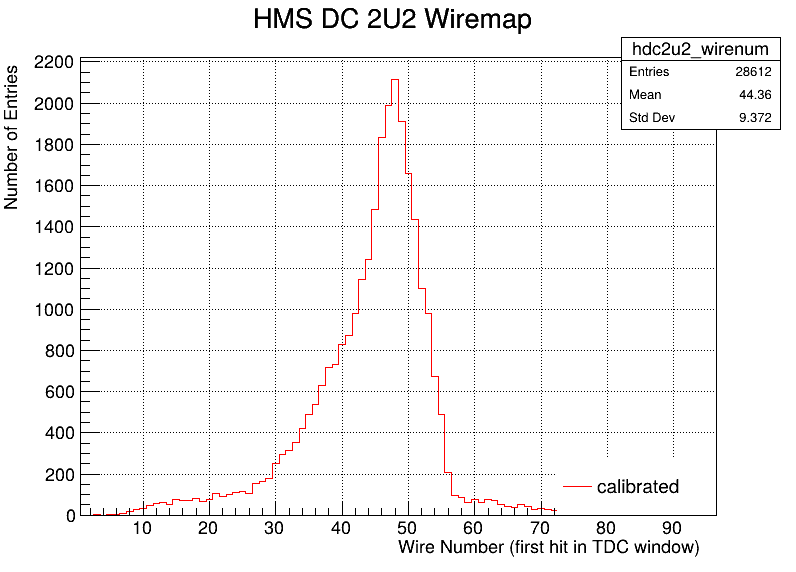 HMS DC 2U2 Wiremap
hdc2u2_wirenum
Entries 28612
Mean 44.36
Std Dev 9.372
Number of Entries
2200
2000
1800
1600
1400
1200
1000
800
600
400
200
0
calibrated
10 20 30 40 50 60 70 80 90
Wire Number (first hit in TDC window)